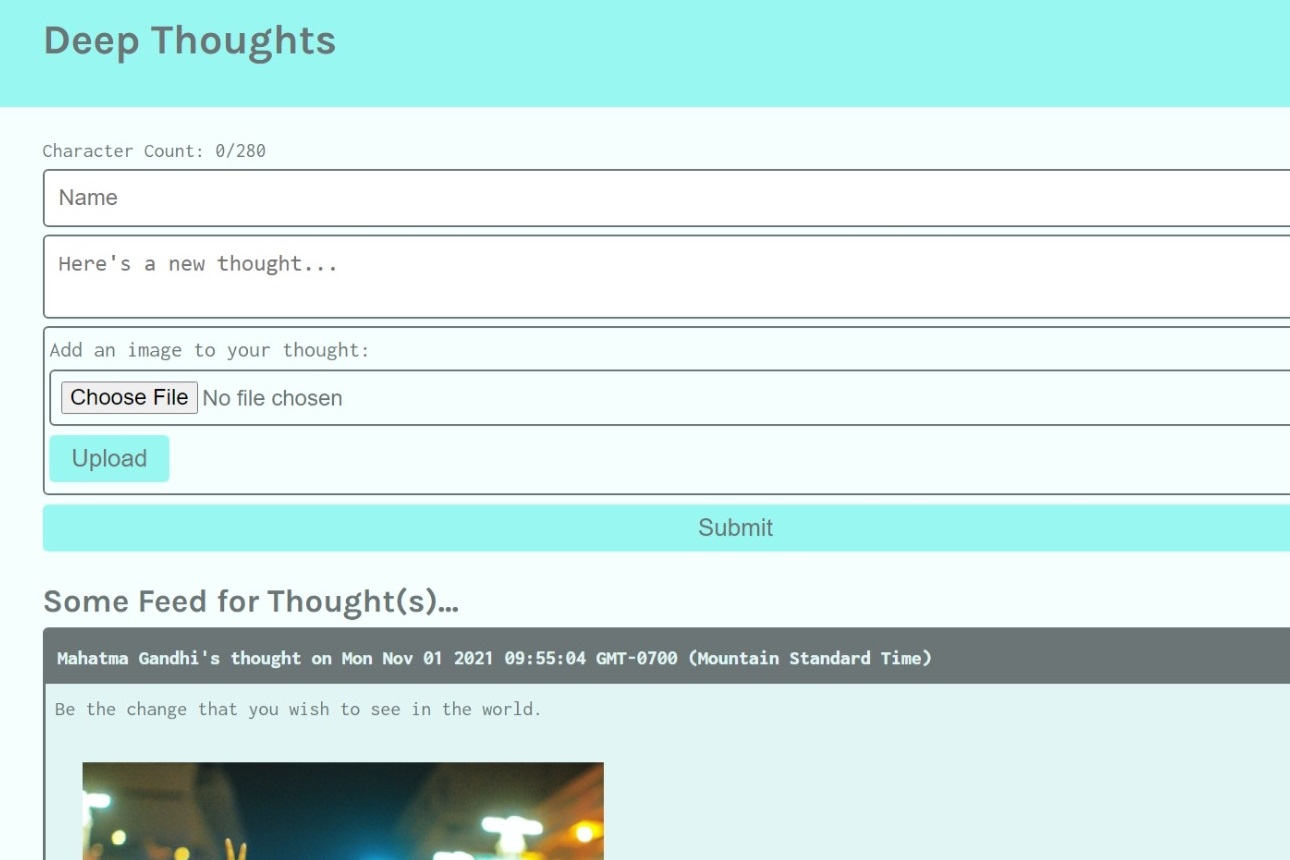 Deep Thoughts
Character Count: 0/280
Name
Here's a new thought...
Add an image to your thought:
Choose File No file chosen
Upload
Submit
Some Feed for Thought(s)...
Mahatma Gandhi's thought on Mon Nov 01 2021 09:55:04 GMT-0700 (Mountain Standard Time)
Be the change that you wish to see in the world.